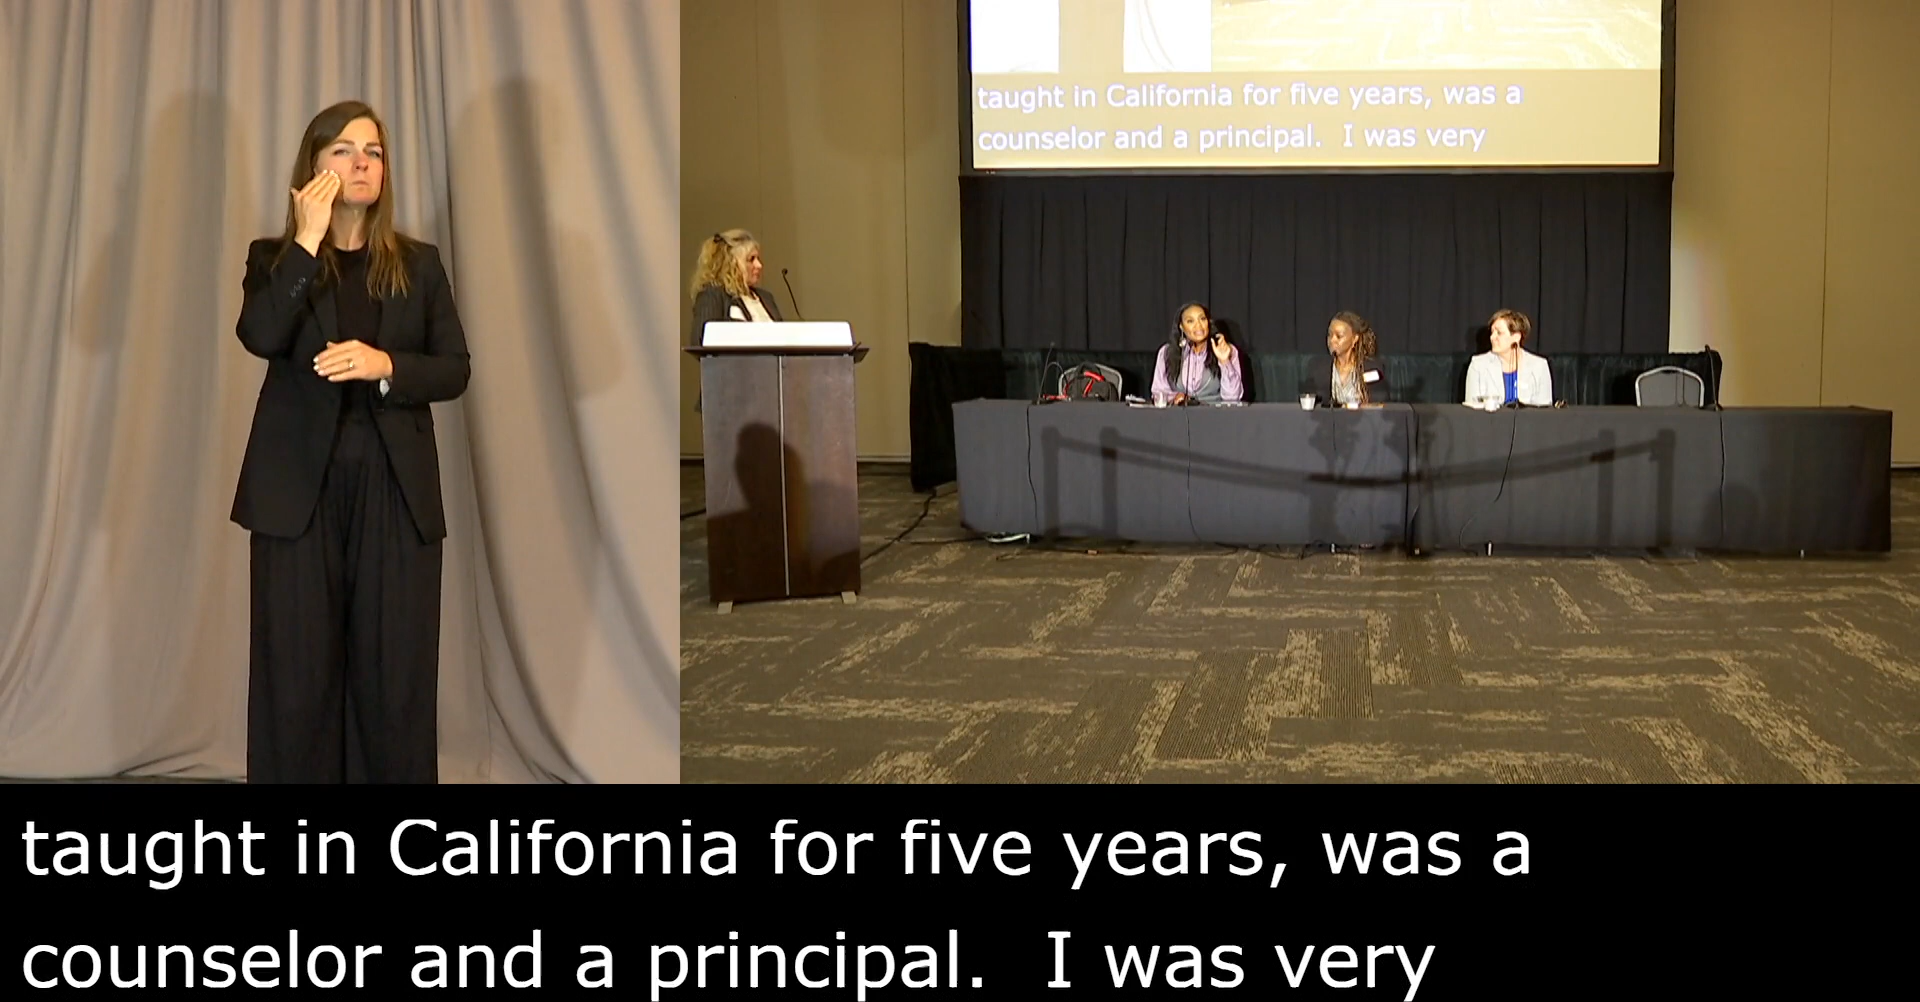 taught in California for five years, was a
counselor and a principal.  I was very
taught in California for five years, was a
counselor and a principal.  I was very